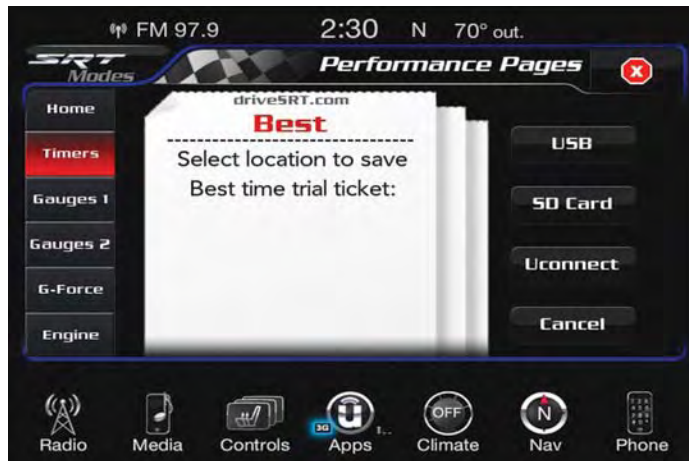 FM 97.9 2:30 N 70° out.
SRT
Modes
Performance Pages
X
Home
Timers
Gauges 1
Gauges 2
G-Force
Engine
driveSRT.com
Best
Select location to save
Best time trial ticket:
USB
SD Card
Uconnect
Cancel
3G
1..
OFF
N
Radio Media Controls Apps Climate Nav Phone